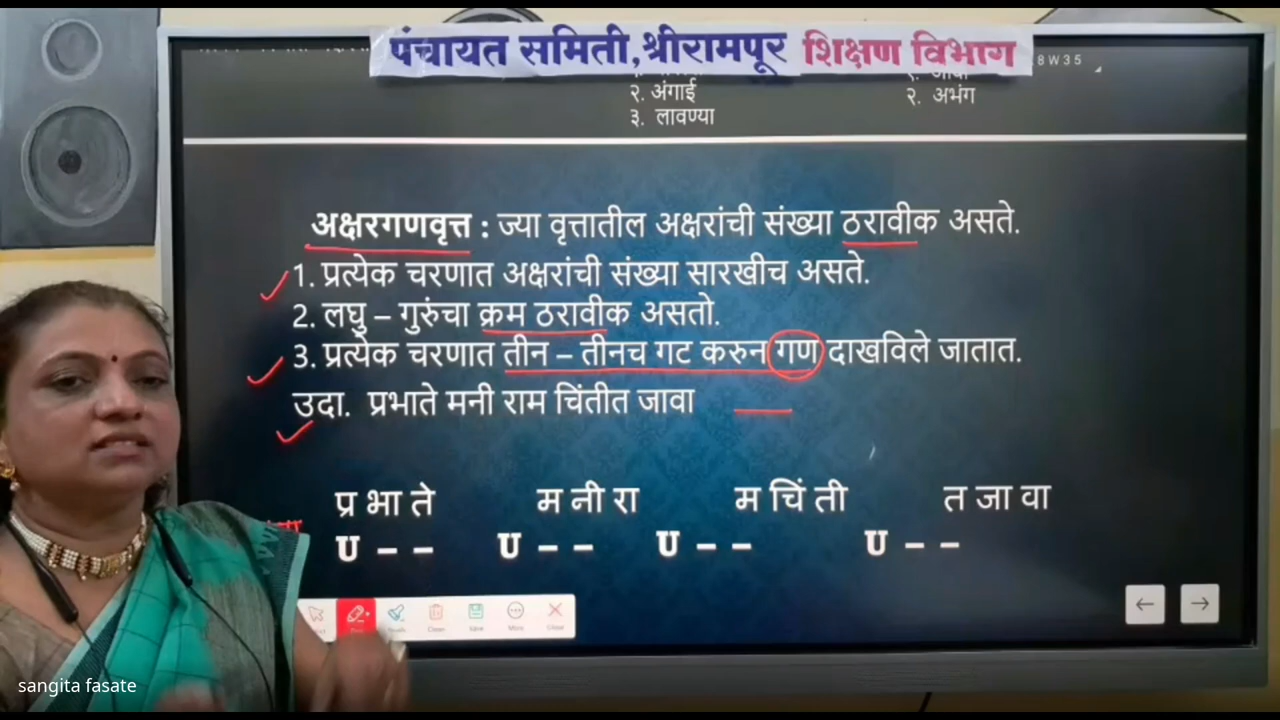 पंचायत समिती,श्रीरामपूर शिक्षण विभाग
8W35
२. अंगाई
२. अभंग
३. लावण्या
अक्षरगणवृत्त : ज्या वृत्तातील अक्षरांची संख्या ठरावीक असते.
1. प्रत्येक चरणात अक्षरांची संख्या सारखीच असते.
2. लघु – गुरुंचा क्रम ठरावीक असतो.
3. प्रत्येक चरणात तीन – तीनच गट करुन गण दाखविले जातात.
उदा. प्रभाते मनी राम चिंतीत जावा
प्र भा ते म नी रा म चिं ती त जा वा
U – – U – – U – – U – –
More
sangita fasate